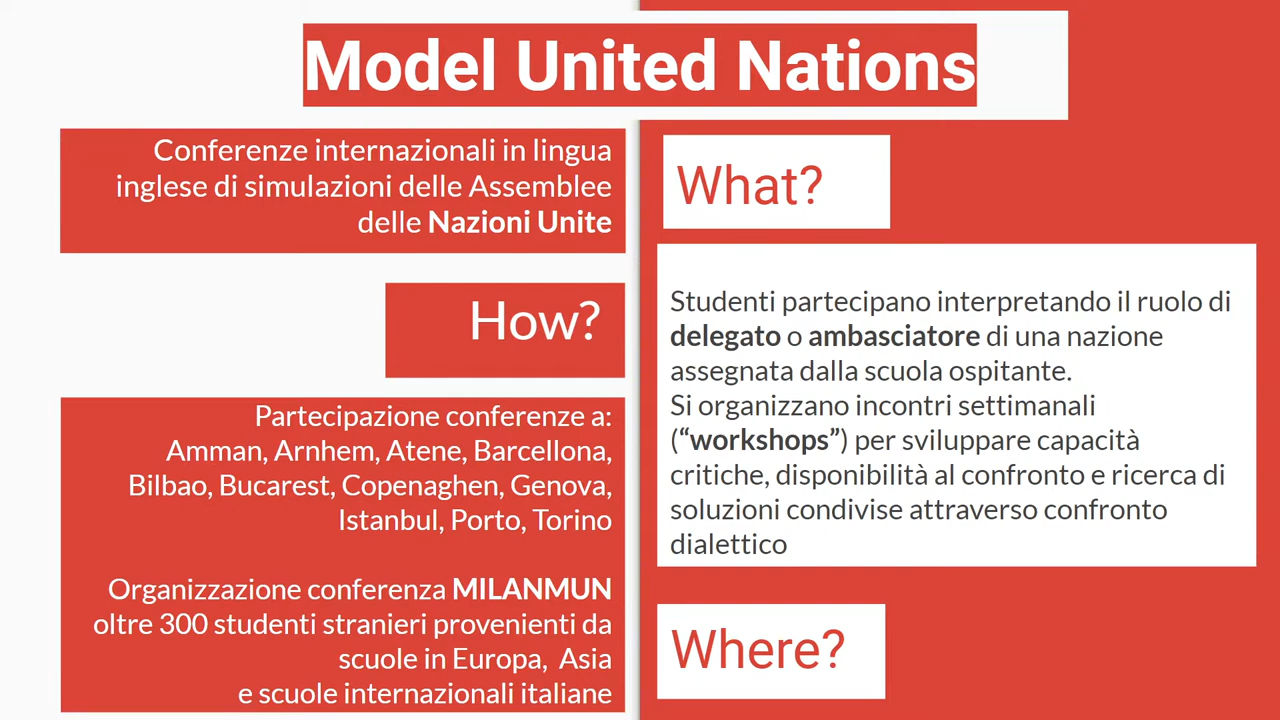 Model United Nations
What?
Conferenze internazionali in lingua
inglese di simulazioni delle Assemblee
delle Nazioni Unite
How?
Studenti partecipano interpretando il ruolo di
delegato o ambasciatore di una nazione
assegnata dalla scuola ospitante.
Si organizzano incontri settimanali
(“workshops”) per sviluppare capacità
critiche, disponibilità al confronto e ricerca di
soluzioni condivise attraverso confronto
dialettico
Where?
Partecipazione conferenze a:
Amman, Arnhem, Atene, Barcellona,
Bilbao, Bucarest, Copenaghen, Genova,
Istanbul, Porto, Torino
Organizzazione conferenza MILANMUN
oltre 300 studenti stranieri provenienti da
scuole in Europa,  Asia
e scuole internazionali italiane